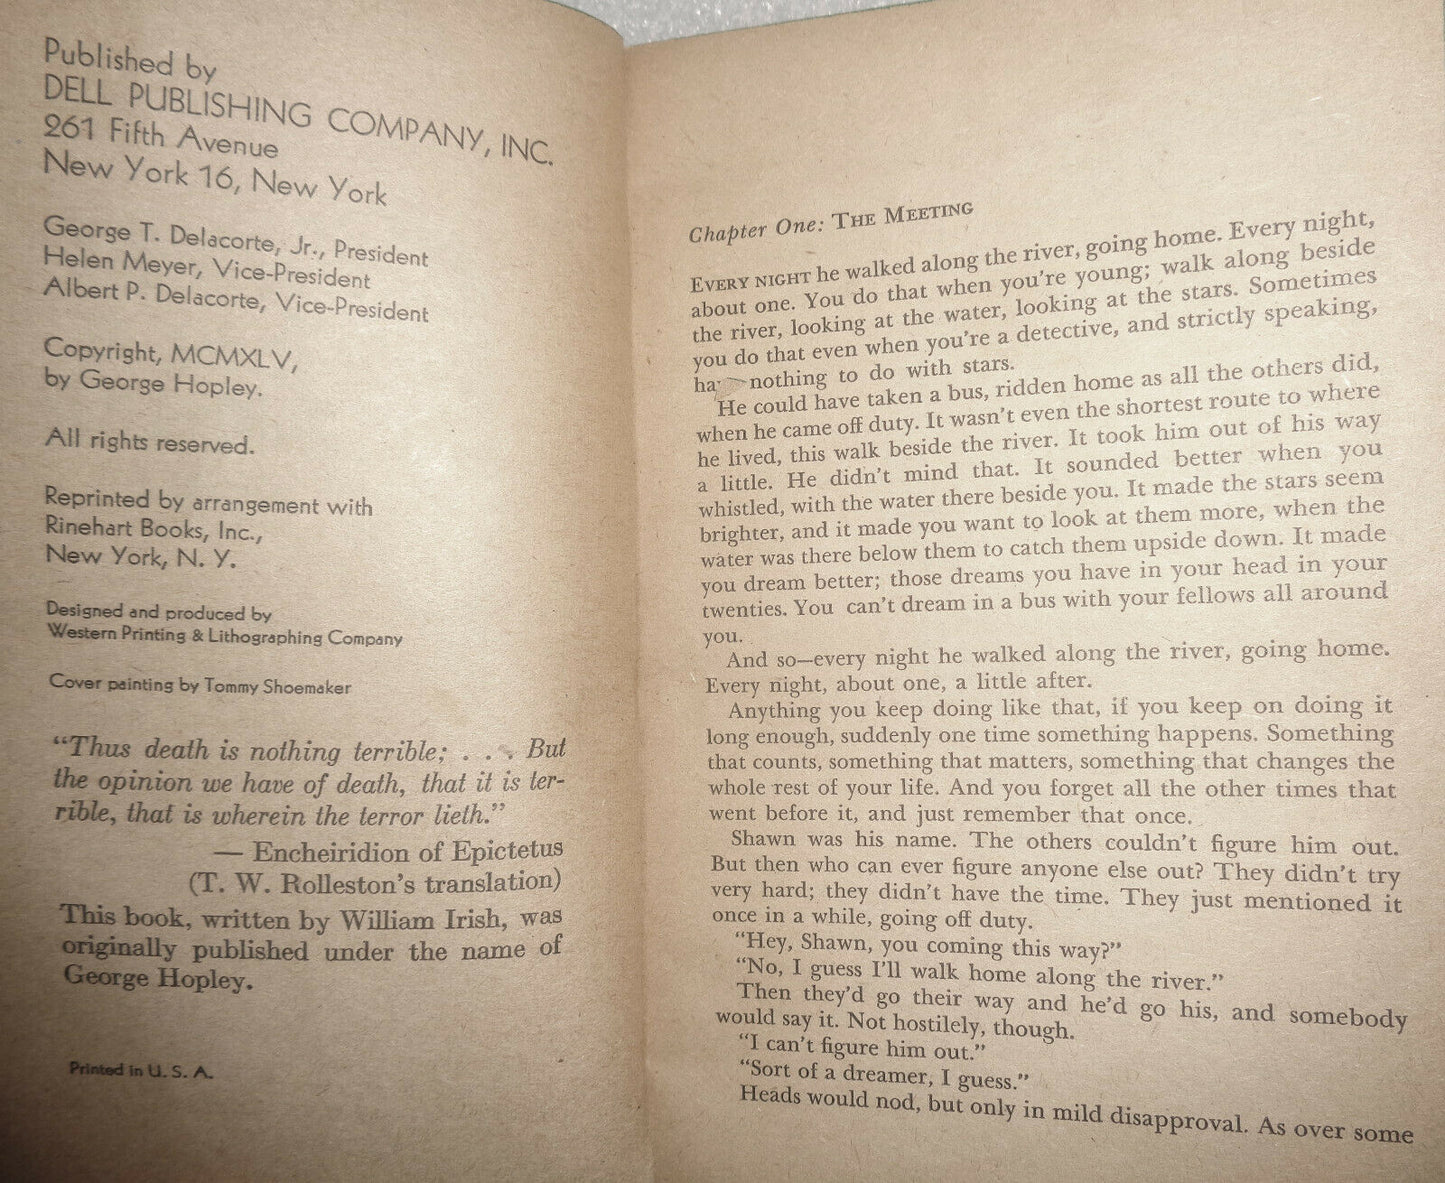 Published by
DELL PUBLISHING COMPANY, INC.
261 Fifth Avenue
New York 16, New York
George T. Delacorte, Jr., President
Helen Meyer, Vice-President
Albert P. Delacorte, Vice-President
Copyright, MCMXLV,
by George Hopley.
All rights reserved.
Reprinted by arrangement with
Rinehart Books, Inc.,
New York, N. Y.
Designed and produced by
Western Printing & Lithographing Company
Cover painting by Tommy Shoemaker
“Thus death is nothing terrible; . . . But
the opinion we have of death, that it is ter-
rible, that is wherein the terror lieth.”
— Encheiridion of Epictetus
(T. W. Rolleston’s translation)
This book, written by William Irish, was
originally published under the name of
George Hopley.
Printed in U. S. A.
Chapter One: THE MEETING
EVERY NIGHT he walked along the river, going home. Every night,
about one. You do that when you’re young; walk along beside
the river, looking at the water, looking at the stars. Sometimes
you do that even when you’re a detective, and strictly speaking,
nothing to do with stars.
He could have taken a bus, ridden home as all the others did,
when he came off duty. It wasn’t even the shortest route to where
he lived, this walk beside the river. It took him out of his way
a little. He didn’t mind that. It sounded better when you
whistled, with the water there beside you. It made the stars seem
brighter, and it made you want to look at them more, when the
water was there below them to catch them upside down. It made
you dream better; those dreams you have in your head in your
twenties. You can’t dream in a bus with your fellows all around
you.
And so—every night he walked along the river, going home.
Every night, about one, a little after.
Anything you keep doing like that, if you keep on doing it
long enough, suddenly one time something happens. Something
that counts, something that matters, something that changes the
whole rest of your life. And you forget all the other times that
went before it, and just remember that once.
Shawn was his name. The others couldn’t figure him out.
But then who can ever figure anyone else out? They didn’t try
very hard; they didn’t have the time. They just mentioned it
once in a while, going off duty.
“Hey, Shawn, you coming this way?”
“No, I guess I’ll walk home along the river.”
Then they’d go their way and he’d go his, and somebody
would say it. Not hostilely, though.
“I can’t figure him out.”
“Sort of a dreamer, I guess.”
Heads would nod, but only in mild disapproval. As over some